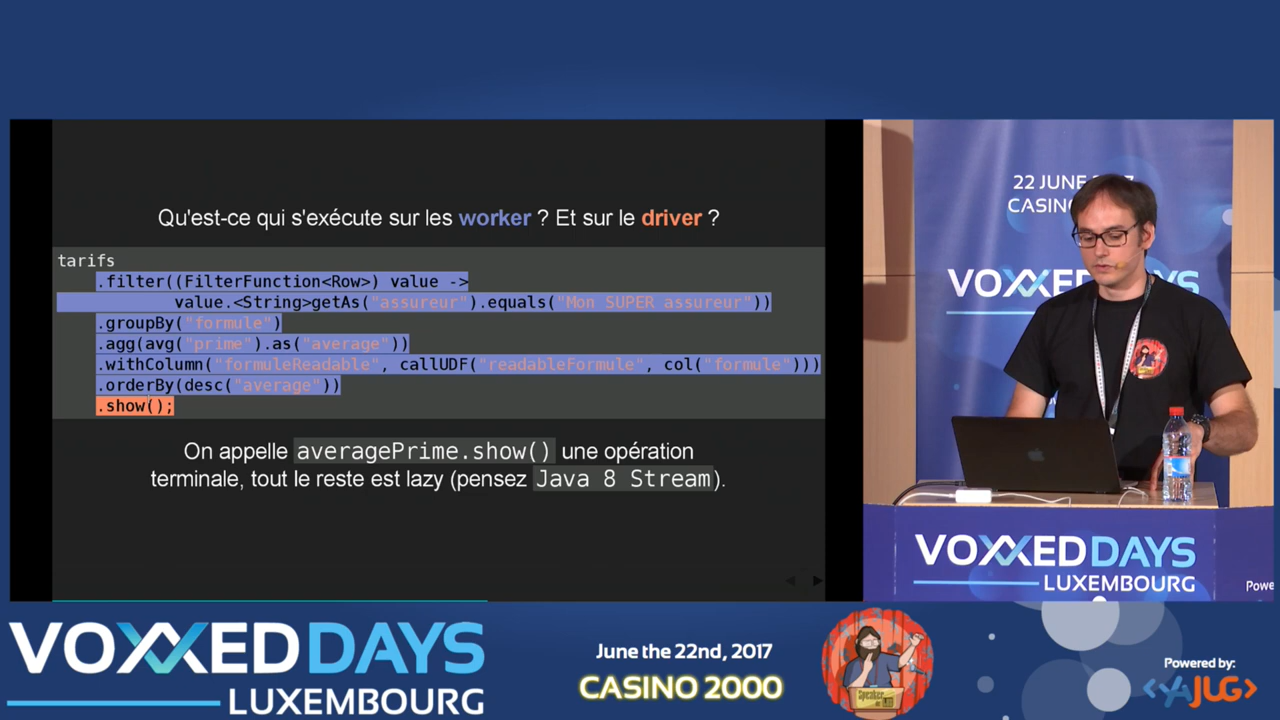 Qu'est-ce qui s'exécute sur les worker ? Et sur le driver ?
tarifs
.filter((FilterFunction<Row>) value ->
value.<String>getAs("assureur").equals("Mon SUPER assureur"))
.groupBy("formule")
.agg(avg("prime").as("average"))
.withColumn("formuleReadable", callUDF("readableFormule", col("formule")))
.orderBy(desc("average"))
.show();
On appelle averagePrime.show() une opération
terminale, tout le reste est lazy (pensez Java 8 Stream).
22 JUNE
CASINO
VOXXED DAYS
VOXXED DAYS
LUXEMBOURG
Powe
VOXXED DAYS
LUXEMBOURG
June the 22nd, 2017
CASINO 2000
Speaker
Powered by:
YAJUG